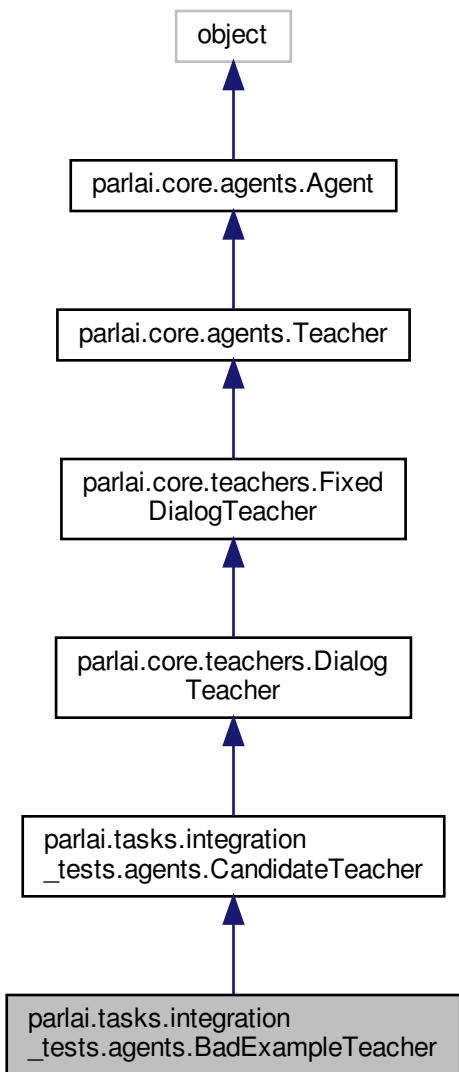 object
parlai.core.agents.Agent
parlai.core.agents.Teacher
parlai.core.teachers.Fixed
DialogTeacher
parlai.core.teachers.Dialog
Teacher
parlai.tasks.integration
_tests.agents.CandidateTeacher
parlai.tasks.integration
_tests.agents.BadExampleTeacher